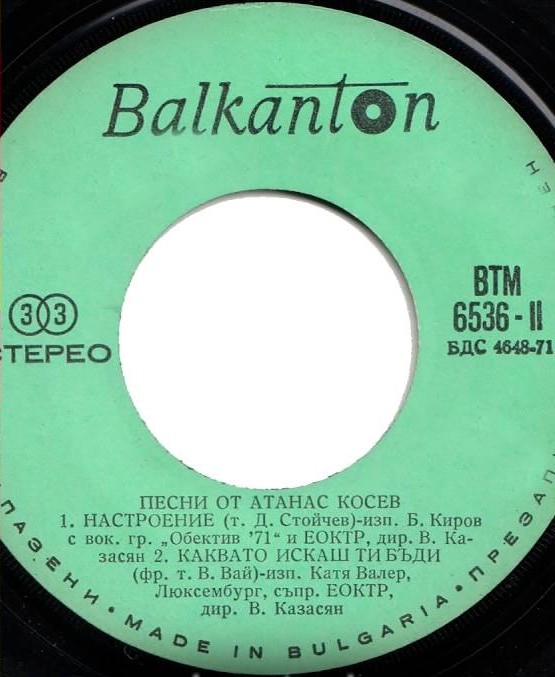 Balkanton
33
СТЕРЕО
ВТМ
6536 - II
БДС 4648-71
ПЕСНИ ОТ АТАНАС КОСЕВ
1. НАСТРОЕНИЕ (т. Д. Стойчев)-изп. Б. Киров
с вок. гр. „Обектив '71“ и ЕОКТР, дир. В. Ка-
засян 2. КАКВАТО ИСКАШ ТИ БЪДИ
(фр. т. В. Вай)-изп. Катя Валер,
Люксембург, съпр. ЕОКТР,
дир. В. Казасян
ПАЗЕНИ • MADE IN BULGARIA • ПРЕЗАП